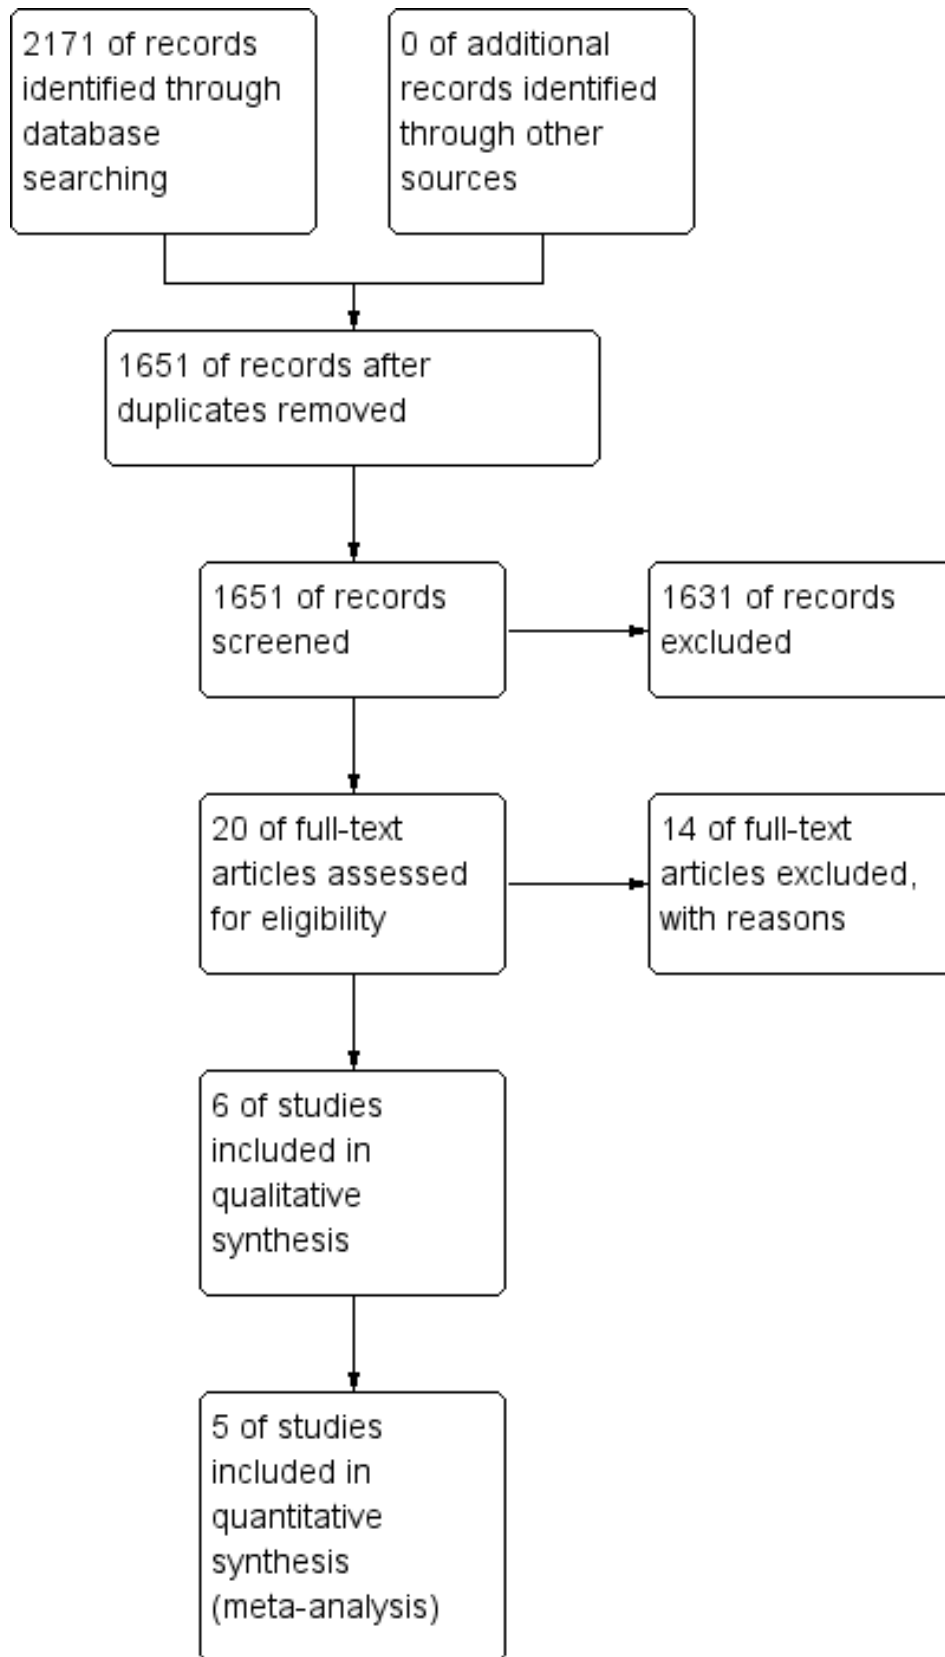 2171 of records
identified through
database
searching
0 of additional
records identified
through other
sources
1651 of records after
duplicates removed
1651 of records
screened
1631 of records
excluded
20 of full-text
articles assessed
for eligibility
14 of full-text
articles excluded,
with reasons
6 of studies
included in
qualitative
synthesis
5 of studies
included in
quantitative
synthesis
(meta-analysis)